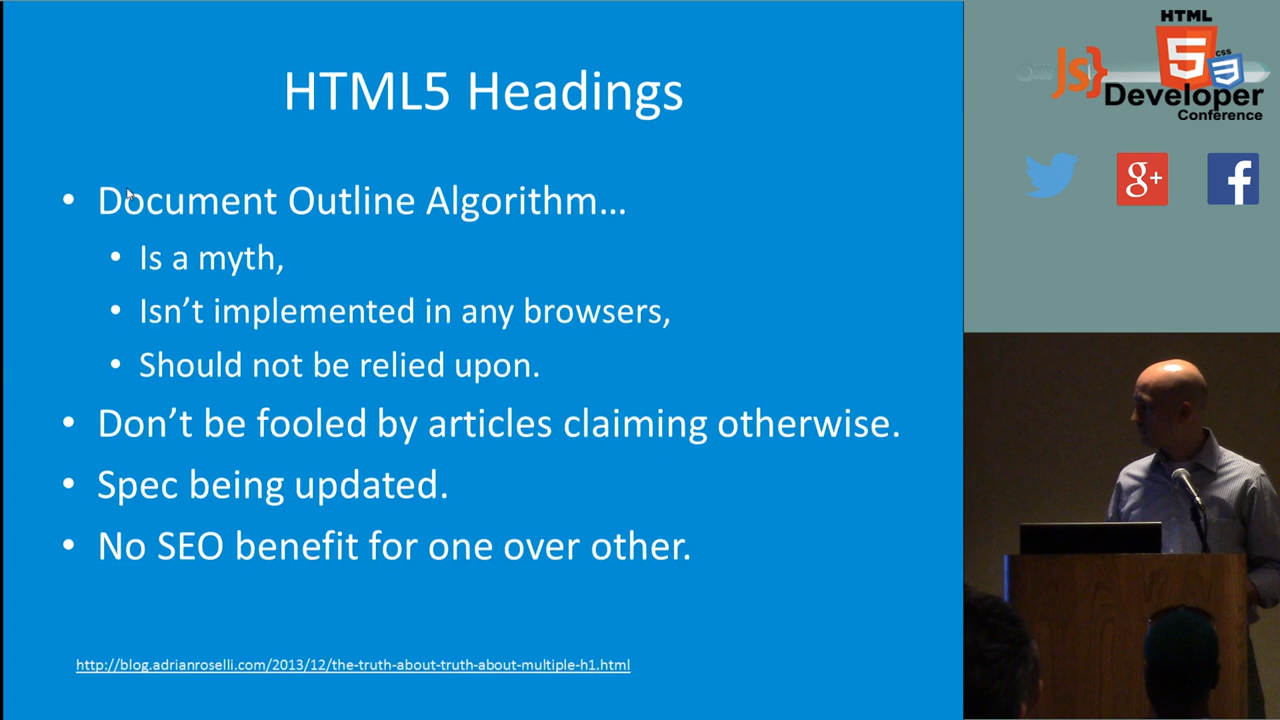 HTML5 Headings
• Document Outline Algorithm…
• Is a myth,
• Isn’t implemented in any browsers,
• Should not be relied upon.
• Don’t be fooled by articles claiming otherwise.
• Spec being updated.
• No SEO benefit for one over other.
http://blog.adrianroselli.com/2013/12/the-truth-about-truth-about-multiple-h1.html
HTML
5
css
3
JS}
Developer
Conference
g+
f